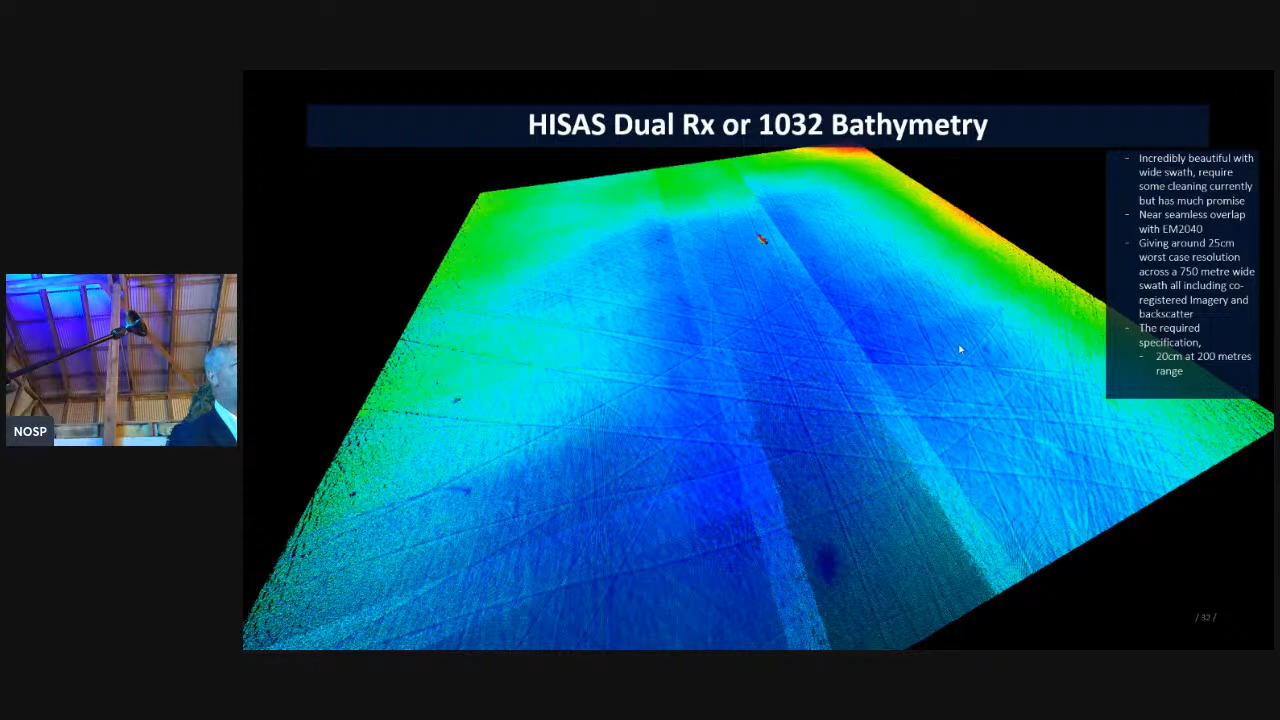 HISAS Dual Rx or 1032 Bathymetry
- Incredibly beautiful with
wide swath, require
some cleaning currently
but has much promise
- Near seamless overlap
with EM2040
- Giving around 25cm
worst case resolution
across a 750 metre wide
swath all including co-
registered Imagery and
backscatter
- The required
specification,
- 20cm at 200 metres
range
NOSP
/ 32 /